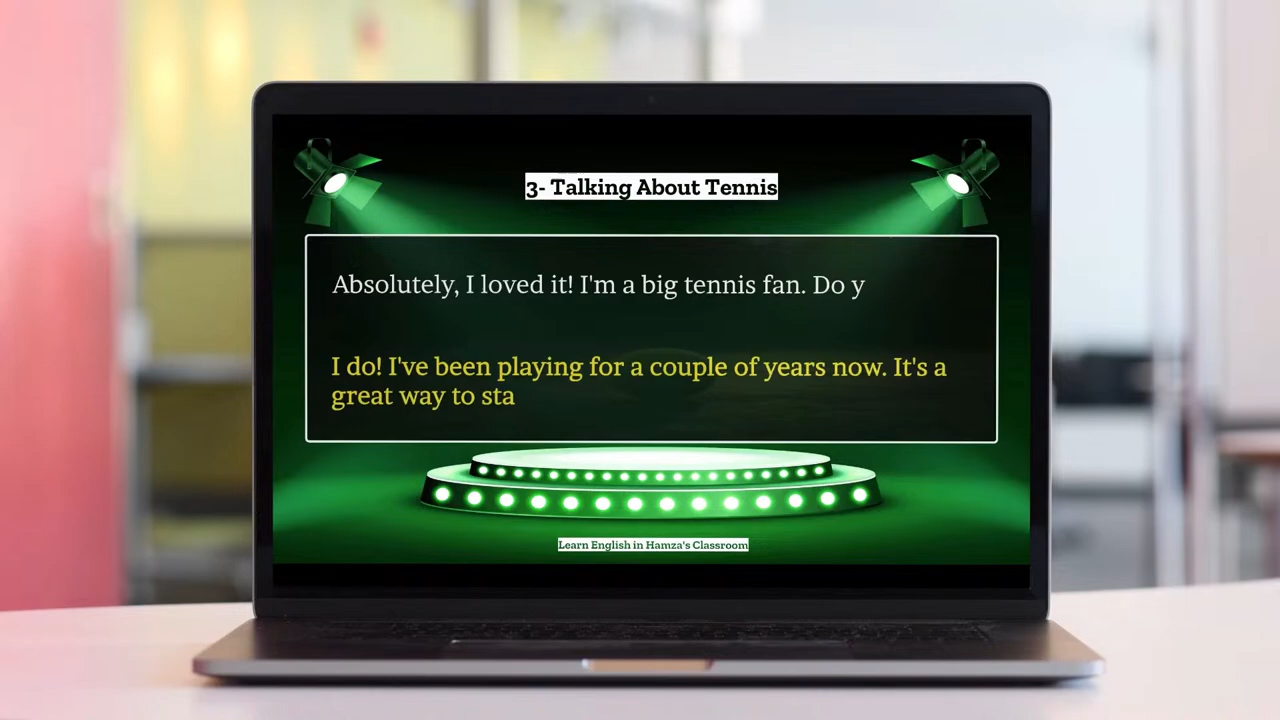 3- Talking About Tennis
Absolutely, I loved it! I'm a big tennis fan. Do y
I do! I've been playing for a couple of years now. It's a
great way to sta
Learn English in Hamza's Classroom